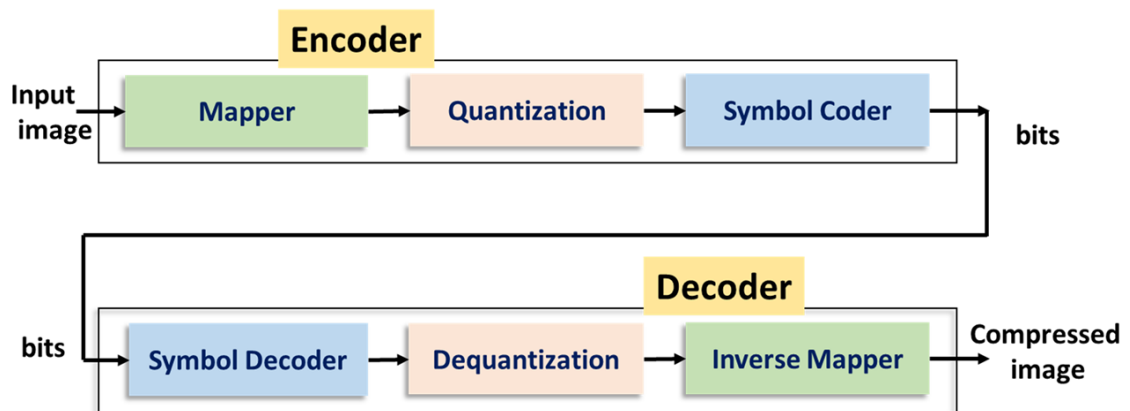 Encoder
Input
image
Mapper
Quantization
Symbol Coder
bits
Decoder
bits
Symbol Decoder
Dequantization
Inverse Mapper
Compressed
image